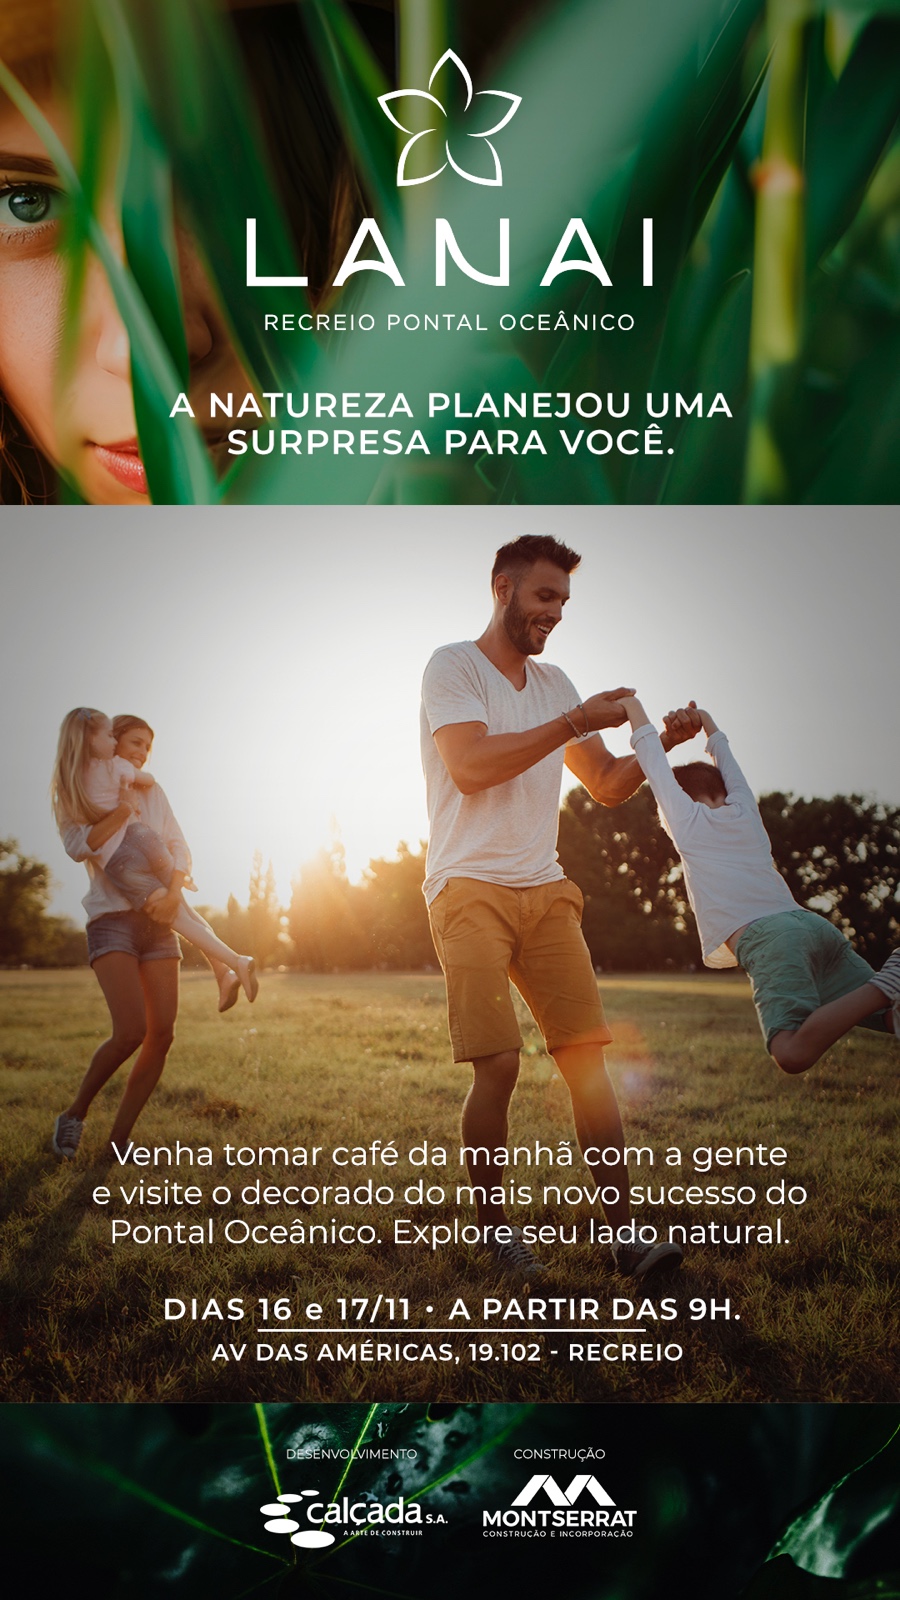 LANAI
RECREIO PONTAL OCEÂNICO
A NATUREZA PLANEJOU UMA
SURPRESA PARA VOCÊ.
Venha tomar café da manhã com a gente
e visite o decorado do mais novo sucesso do
Pontal Oceânico. Explore seu lado natural.
DIAS 16 e 17/11 • A PARTIR DAS 9H.
AV DAS AMÉRICAS, 19.102 - RECREIO
DESENVOLVIMENTO
calçada S.A.
A ARTE DE CONSTRUIR
CONSTRUÇÃO
MONTSERRAT
CONSTRUÇÃO E INCORPORAÇÃO